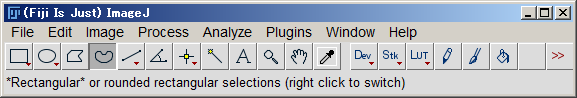 (Fiji Is Just) ImageJ
File Edit Image Process Analyze Plugins Window Help
A Dev Stk LUT >>
*Rectangular* or rounded rectangular selections (right click to switch)